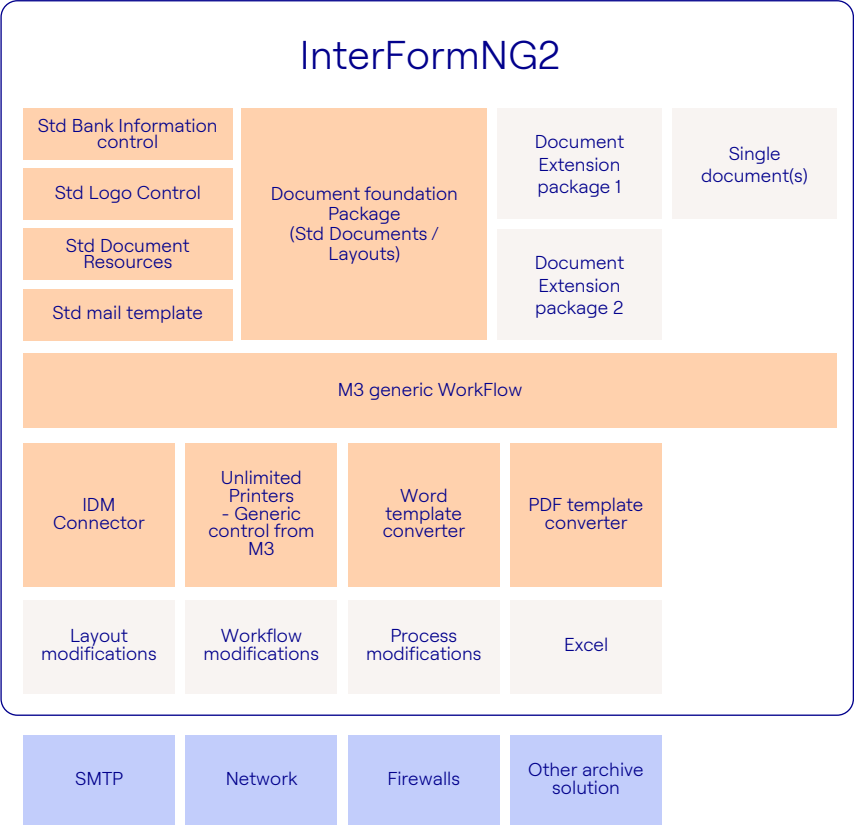 InterFormNG2
Std Bank Information
control
Std Logo Control
Std Document
Resources
Std mail template
Document foundation
Package
(Std Documents /
Layouts)
Document
Extension
package 1
Document
Extension
package 2
Single
document(s)
M3 generic WorkFlow
IDM
Connector
Unlimited
Printers
- Generic
control from
M3
Word
template
converter
PDF template
converter
Layout
modifications
Workflow
modifications
Process
modifications
Excel
SMTP
Network
Firewalls
Other archive
solution